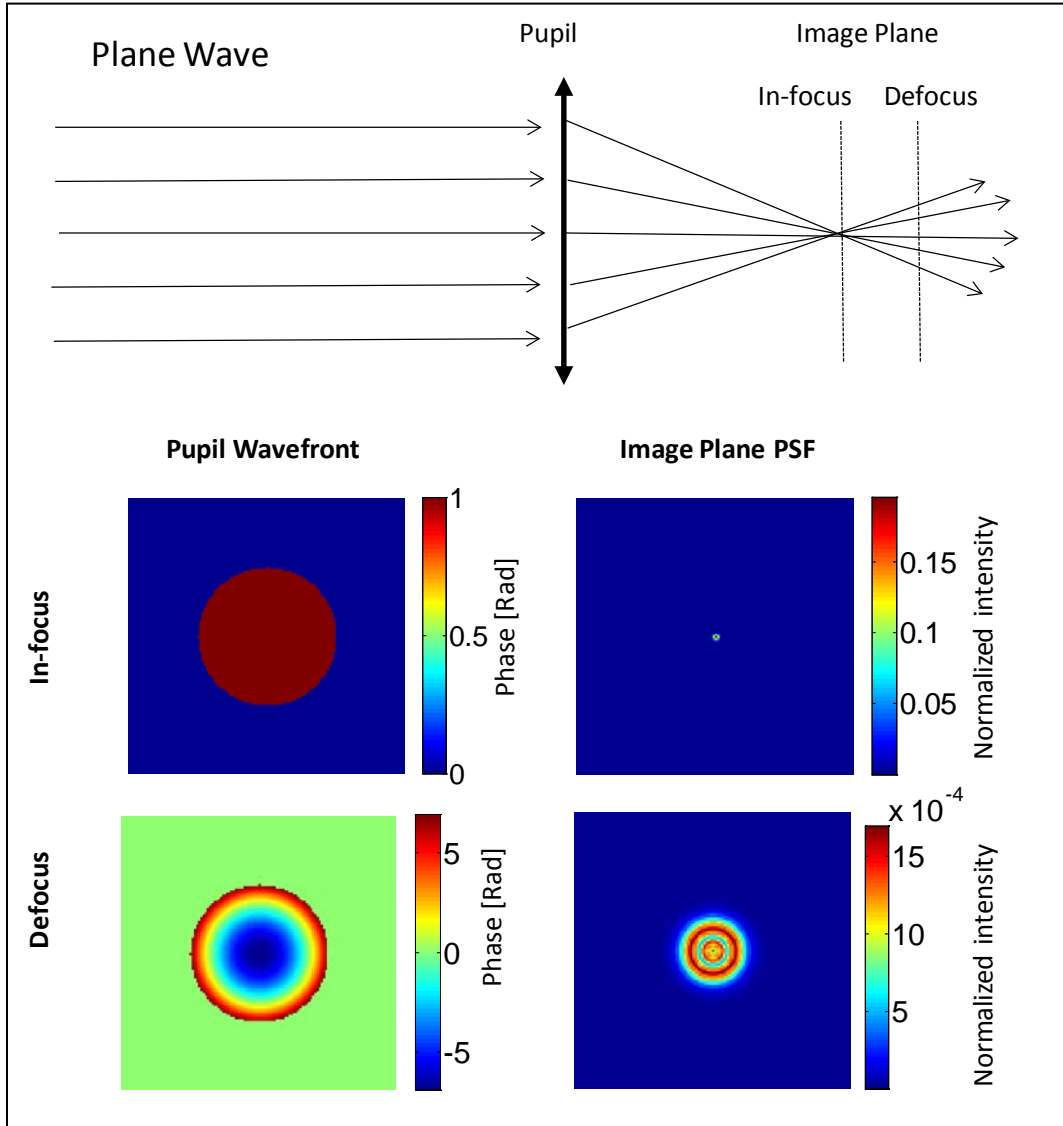 Plane Wave
Pupil
Image Plane
In-focus
Defocus
Pupil Wavefront
Image Plane PSF
In-focus
1
0.5
0
Phase [Rad]
0.15
0.1
0.05
Normalized intensity
Defocus
5
0
-5
Phase [Rad]
x 10^-4
15
10
5
Normalized intensity